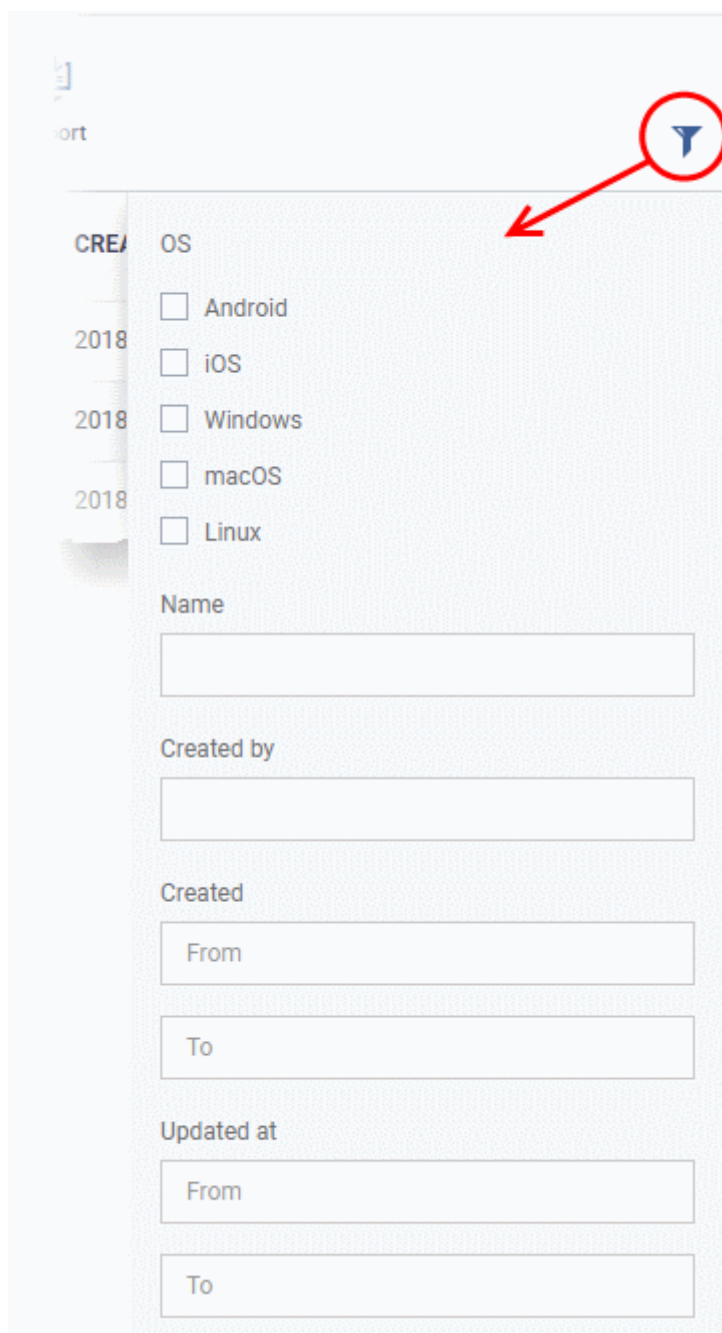 ort
CREA
OS
Android
2018
iOS
2018
Windows
macOS
2018
Linux
Name
Created by
Created
From
To
Updated at
From
To